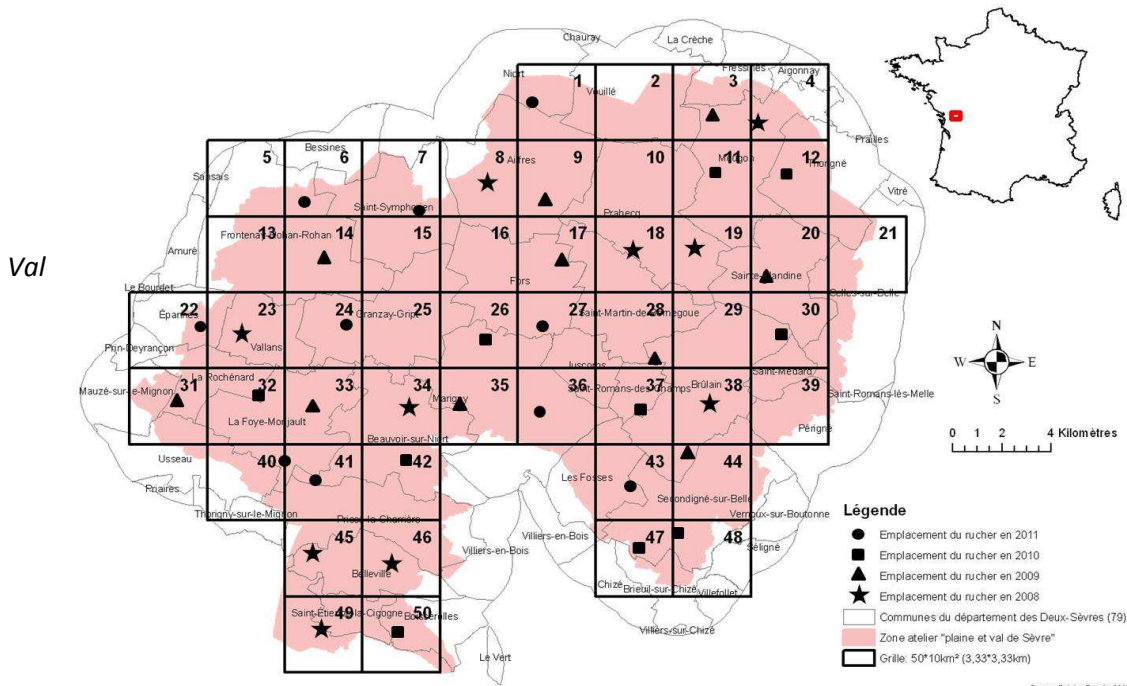 Chauray
La Crèche
Niort
1
Vouillé
2
Fressines
3
Aigonnay
4
Prailles
5
Bessines
6
7
8
Aiffres
9
10
Mougon
11
12
Thorigné
Sansais
Saint-Symphorien
Vitré
Prahecq
13
Frontenay-Rohan-Rohan
14
15
16
17
18
19
20
21
Val
Amuré
Fors
Sainte-Blandine
Le Bourdet
Celles-sur-Belle
22
Épannes
23
24
Granzay-Gript
25
26
27
Saint-Martin-de-Bernegoue
28
29
30
Prin-Deyrançon
Vallans
Juscorps
Saint-Médard
31
Mauzé-sur-le-Mignon
La Rochénard
32
33
34
Marigny
35
36
Saint-Romans-des-Champs
37
Brûlain
38
39
Saint-Romans-lès-Melle
La Foye-Monjault
Beauvoir-sur-Niort
Périgné
Usseau
40
41
42
Les Fosses
43
44
Priaires
Secondigné-sur-Belle
Thorigny-sur-le-Mignon
Prissé-la-Charrière
Vernoux-sur-Boutonne
45
46
Villiers-en-Bois
Villiers-en-Bois
47
48
Séligné
Belleville
Chizé
Brieuil-sur-Chizé
Villefollet
Saint-Etienne-la-Cigogne
49
Boisserolles
50
Villiers-sur-Chizé
Le Vert
N
W
E
S
0 1 2 4 Kilomètres
Légende
Emplacement du rucher en 2011
Emplacement du rucher en 2010
Emplacement du rucher en 2009
Emplacement du rucher en 2008
Communes du département des Deux-Sèvres (79)
Zone atelier "plaine et val de Sèvre"
Grille: 50*10km² (3,33*3,33km)